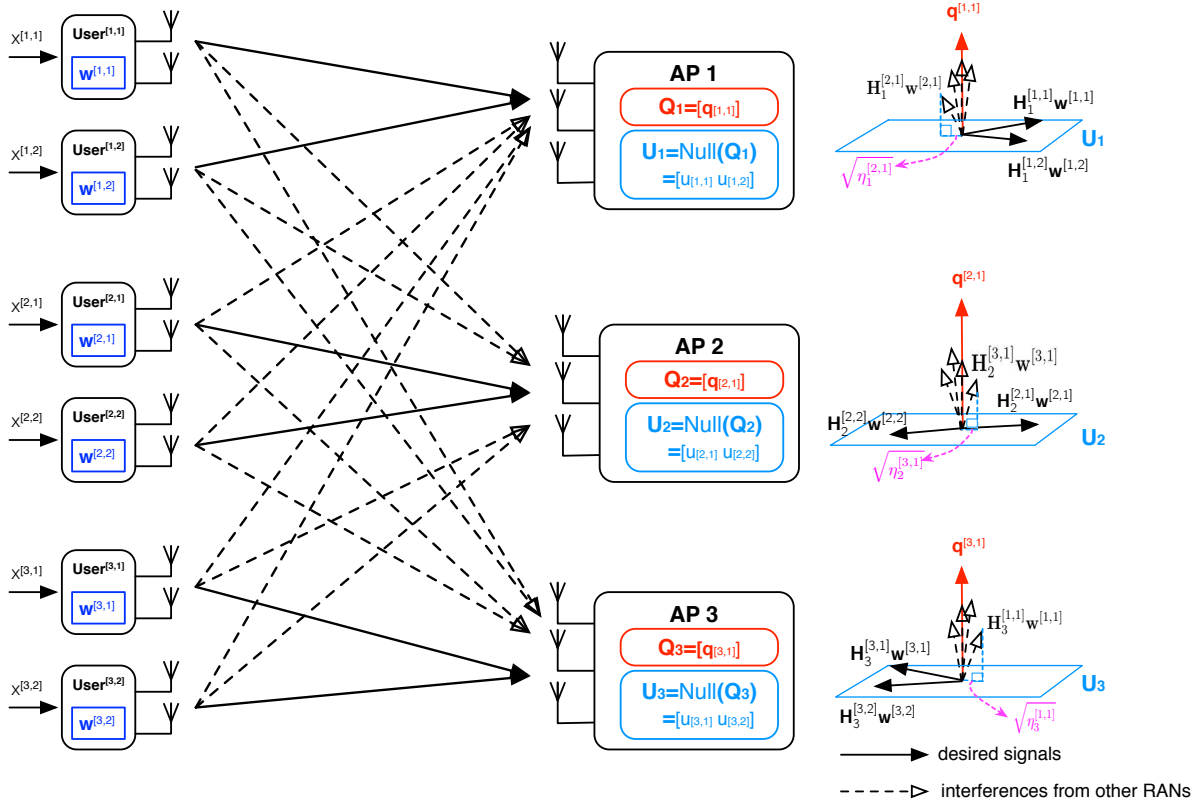 X[1,1]
User[1,1]
w[1,1]
X[1,2]
User[1,2]
w[1,2]
X[2,1]
User[2,1]
w[2,1]
X[2,2]
User[2,2]
w[2,2]
X[3,1]
User[3,1]
w[3,1]
X[3,2]
User[3,2]
w[3,2]
AP 1
Q1=[q[1,1]]
U1=Null(Q1)
=[u[1,1] u[1,2]]
AP 2
Q2=[q[2,1]]
U2=Null(Q2)
=[u[2,1] u[2,2]]
AP 3
Q3=[q[3,1]]
U3=Null(Q3)
=[u[3,1] u[3,2]]
q[1,1]
H1[2,1]w[2,1]
H1[1,1]w[1,1]
U1
H1[1,2]w[1,2]
√η1[2,1]
q[2,1]
H2[3,1]w[3,1]
H2[2,1]w[2,1]
H2[2,2]w[2,2]
U2
√η2[3,1]
q[3,1]
H3[1,1]w[1,1]
H3[3,1]w[3,1]
U3
H3[3,2]w[3,2]
√η3[1,1]
desired signals
interferences from other RANs